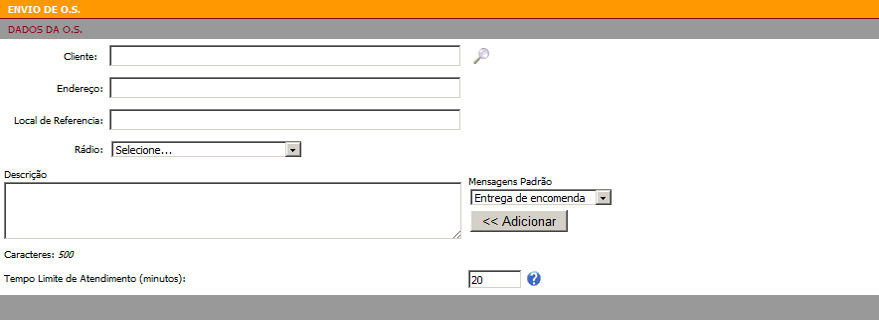 ENVIO DE O.S.
DADOS DA O.S.
Cliente:
Endereço:
Local de Referencia:
Rádio: Selecione...
Descrição
Mensagens Padrão
Entrega de encomenda
<< Adicionar
Caracteres: 500
Tempo Limite de Atendimento (minutos): 20 ?